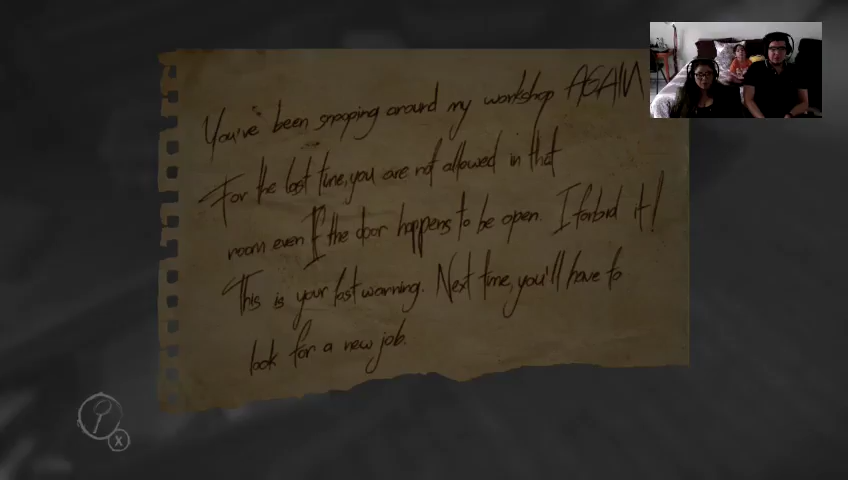 You've been snooping around my workshop AGAIN
For the last time, you are not allowed in that
room even If the door happens to be open. I forbid it!
This is your last warning. Next time, you'll have to
look for a new job.
X